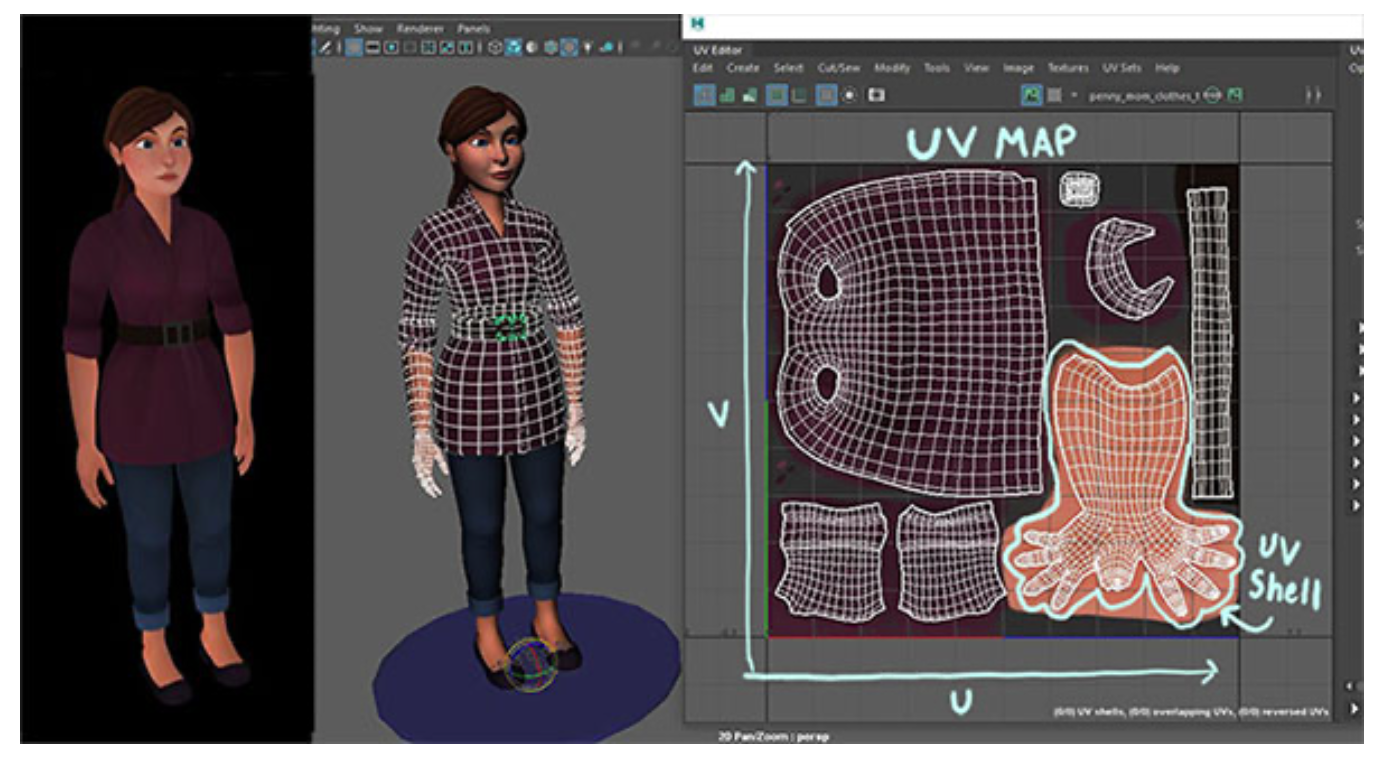 Show Renderer Panels
UV Editor
Edit Create Select Cut/Sew Modify Tools View Image Textures UV Sets Help
penny_mom_clothes_t
UV MAP
V
UV
Shell
U
(0/0) UV shells, (0/0) overlapping UVs, (0/0) reversed UVs
2D Pan/Zoom : persp